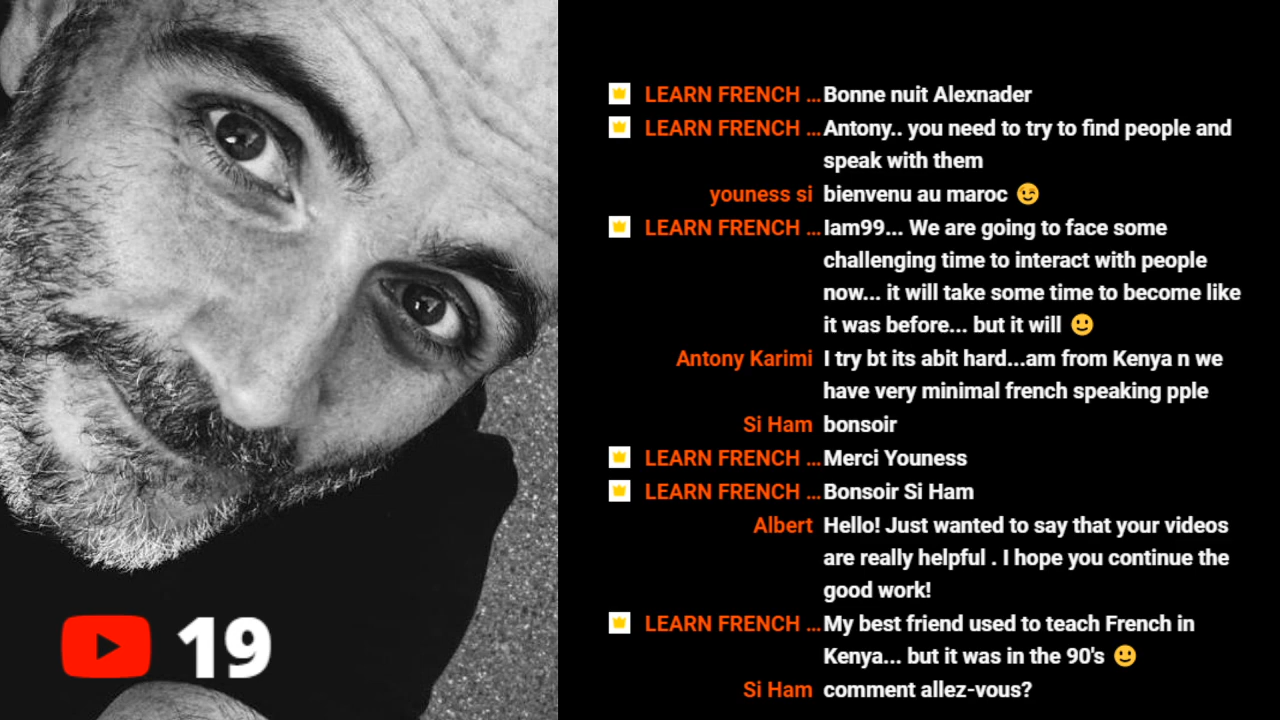 LEARN FRENCH ... Bonne nuit Alexnader
LEARN FRENCH ... Antony.. you need to try to find people and
speak with them
youness si bienvenu au maroc 😉
LEARN FRENCH ... Iam99... We are going to face some
challenging time to interact with people
now... it will take some time to become like
it was before... but it will 🙂
Antony Karimi I try bt its abit hard...am from Kenya n we
have very minimal french speaking pple
Si Ham bonsoir
LEARN FRENCH ... Merci Youness
LEARN FRENCH ... Bonsoir Si Ham
Albert Hello! Just wanted to say that your videos
are really helpful . I hope you continue the
good work!
LEARN FRENCH ... My best friend used to teach French in
Kenya... but it was in the 90's 🙂
Si Ham comment allez-vous?
19